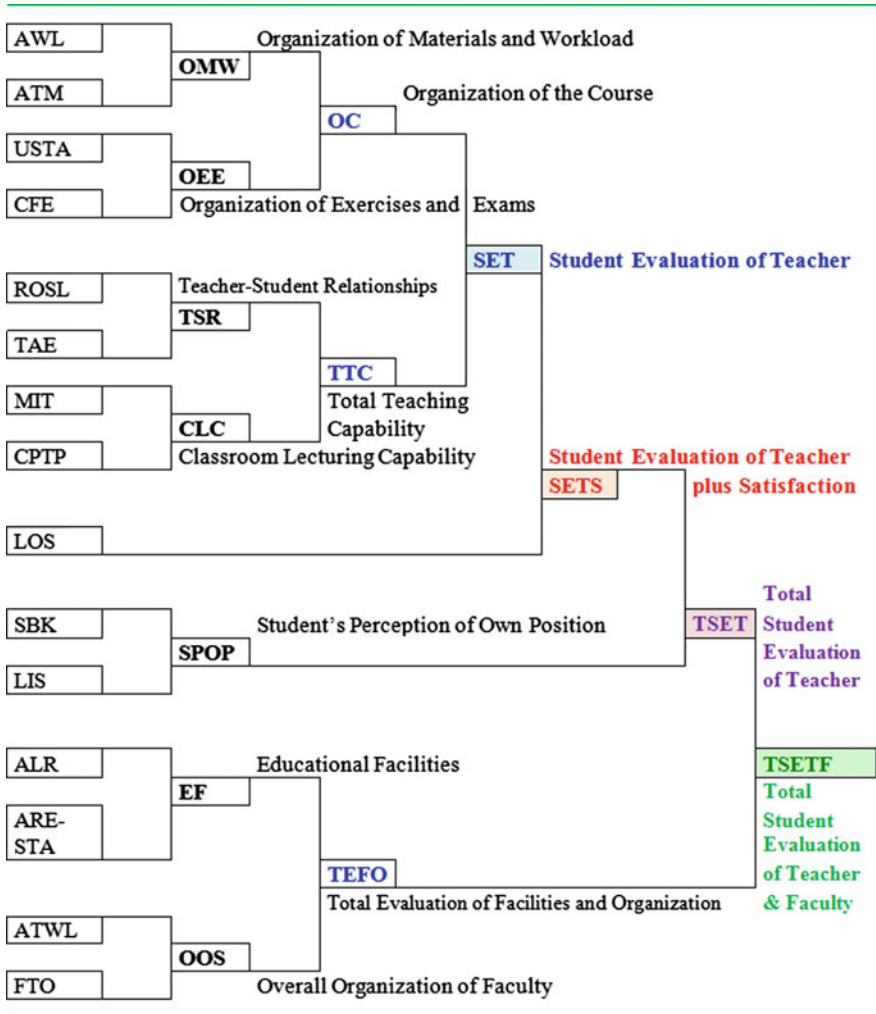 AWL
Organization of Materials and Workload
OMW
ATM
Organization of the Course
OC
USTA
OEE
CFE
Organization of Exercises and Exams
SET
Student Evaluation of Teacher
ROSL
Teacher-Student Relationships
TSR
TAE
TTC
MIT
Total Teaching
Capability
CLC
CPTP
Classroom Lecturing Capability
Student Evaluation of Teacher
SETS
plus Satisfaction
LOS
SBK
Student's Perception of Own Position
SPOP
LIS
TSET
Total
Student
Evaluation
of Teacher
ALR
Educational Facilities
EF
ARE-
STA
TSETF
Total
Student
Evaluation
of Teacher
& Faculty
TEFO
Total Evaluation of Facilities and Organization
ATWL
OOS
FTO
Overall Organization of Faculty